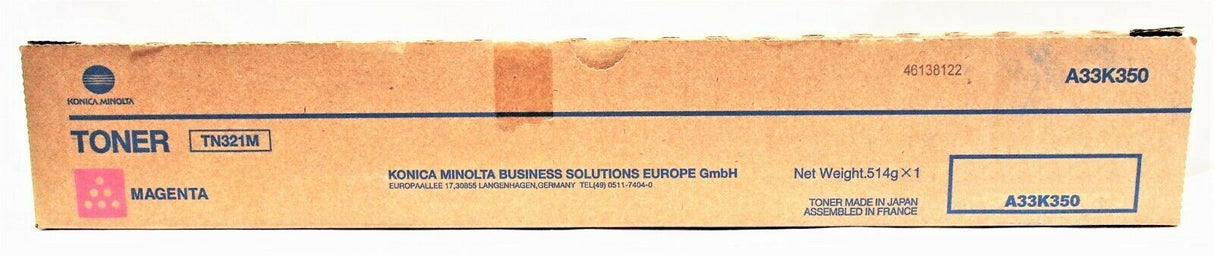 KONICA MINOLTA
46138122
A33K350
TONER TN321M
MAGENTA
KONICA MINOLTA BUSINESS SOLUTIONS EUROPE GmbH
EUROPAALLEE 17,30855 LANGENHAGEN,GERMANY TEL(49) 0511-7404-0
Net Weight.514g×1
TONER MADE IN JAPAN
ASSEMBLED IN FRANCE
A33K350